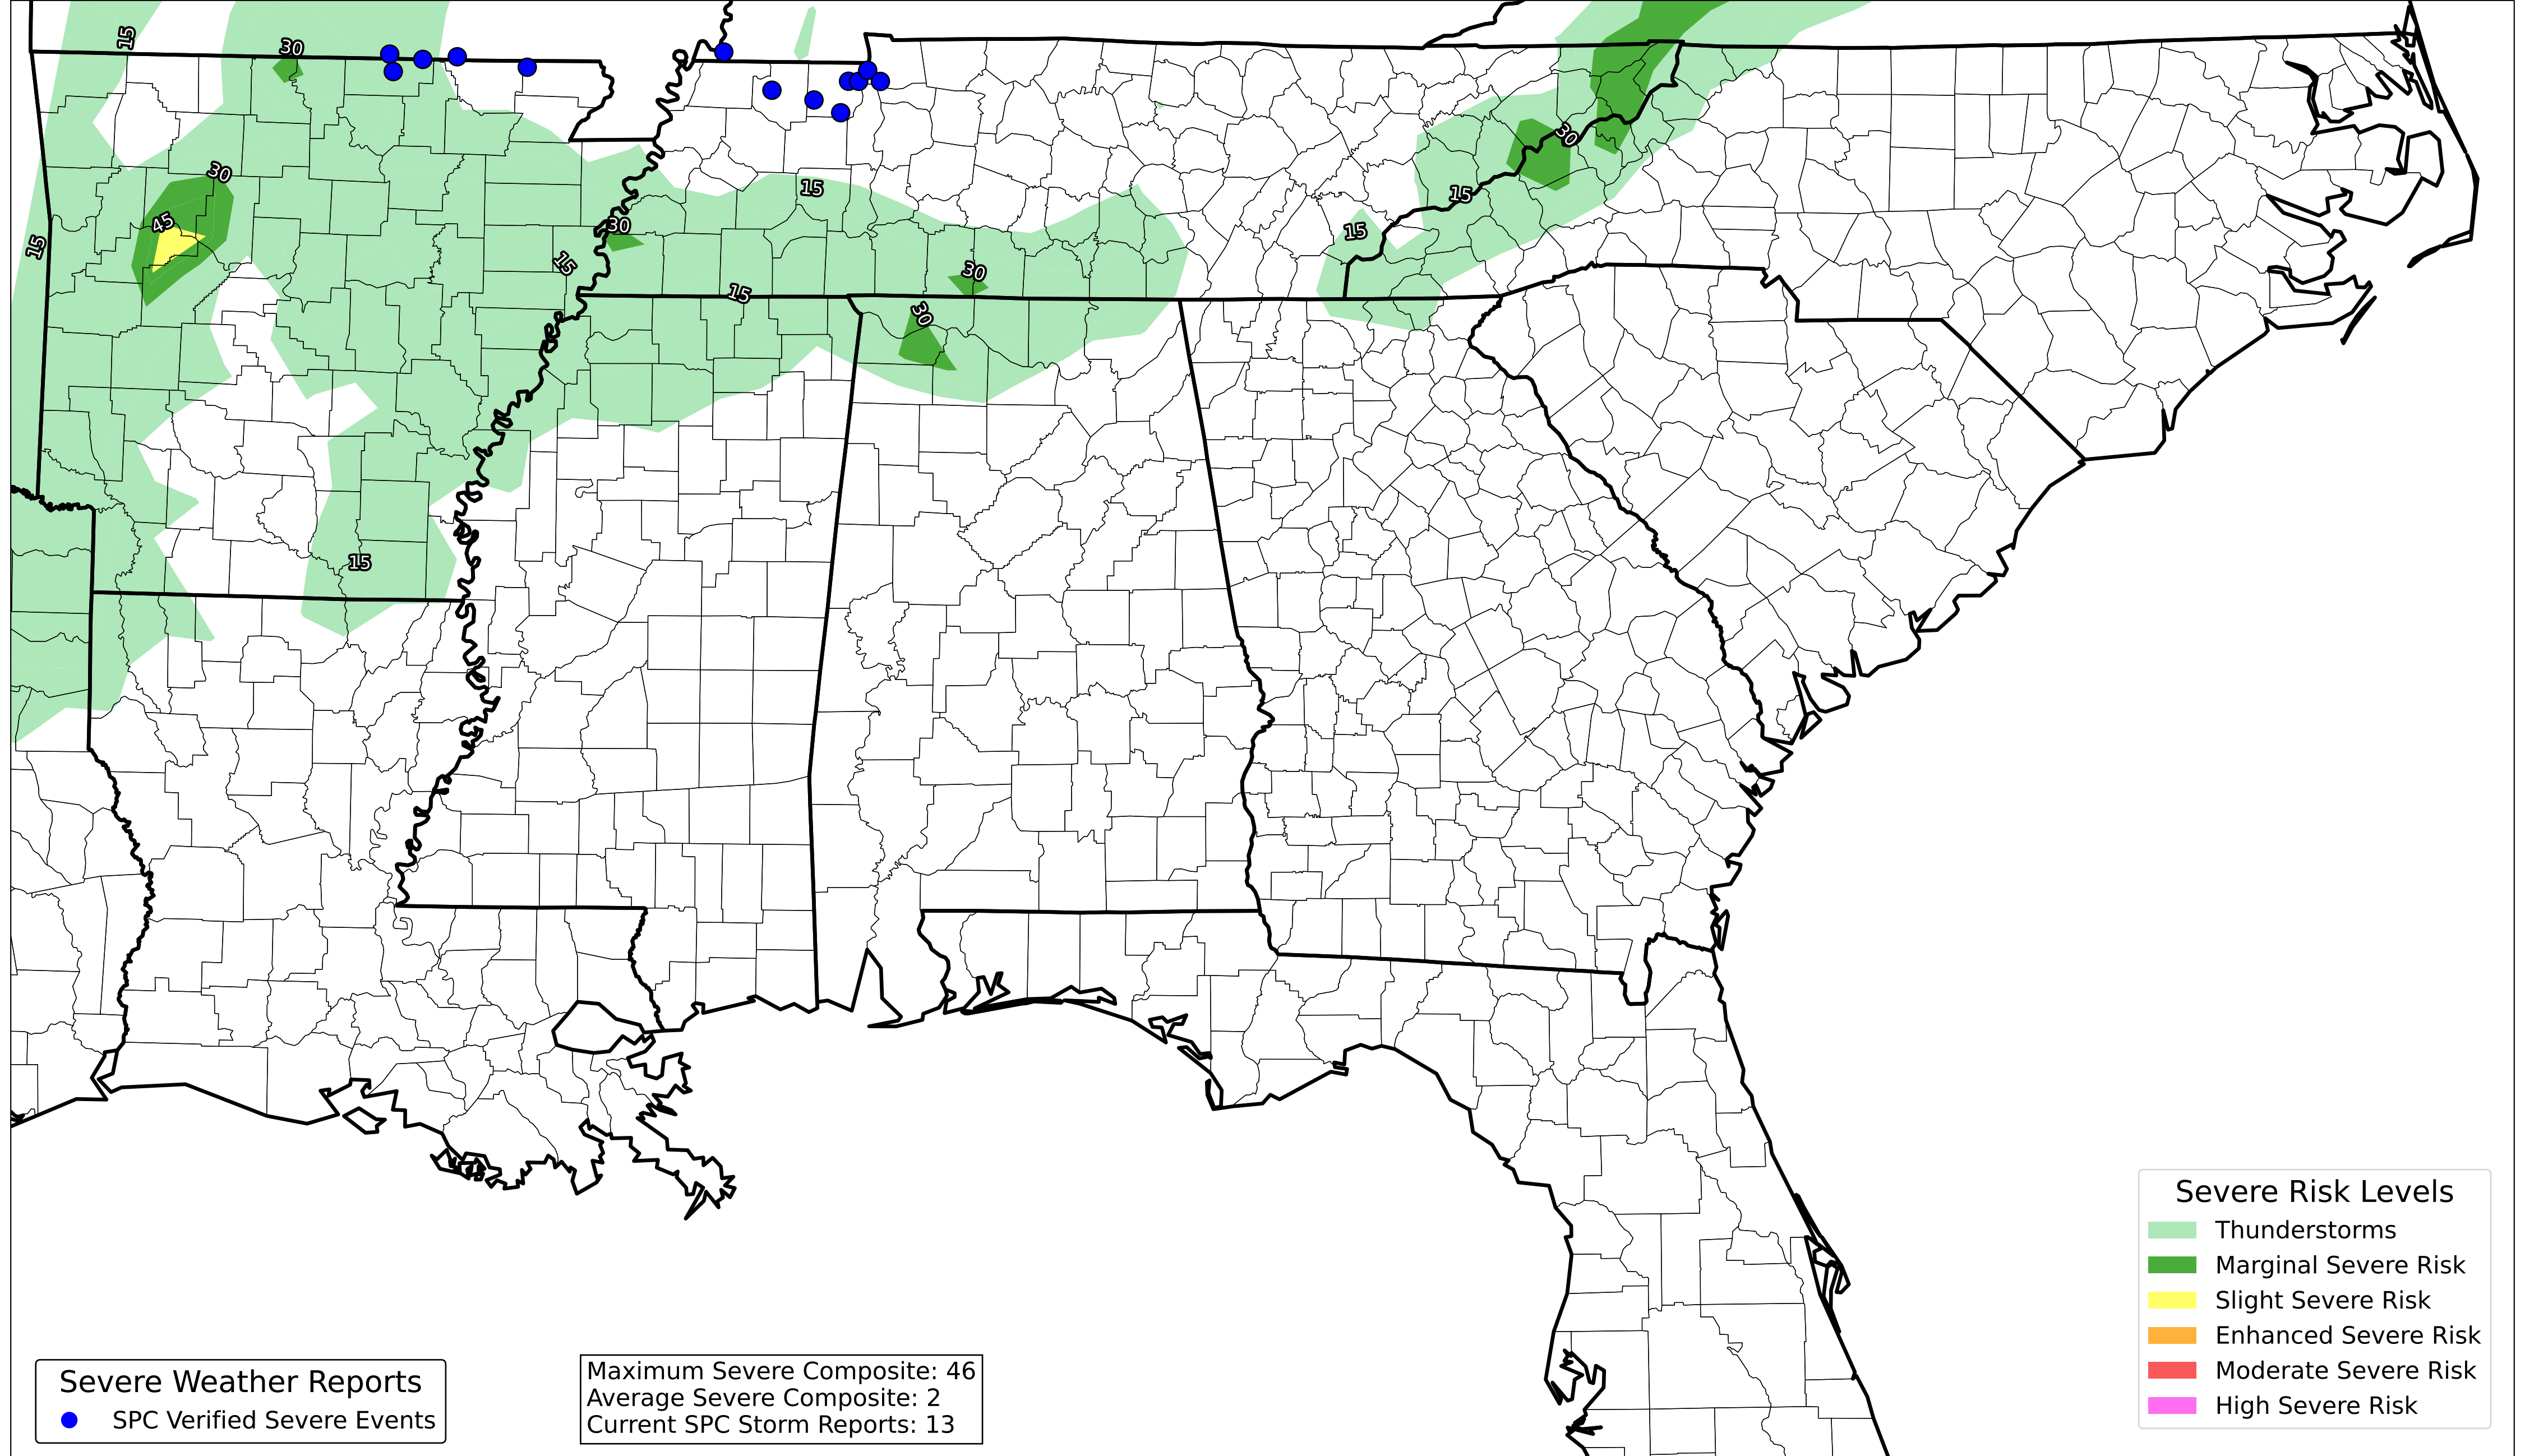 15
30
30
45
15
15
30
15
15
30
30
15
30
15
15
Severe Weather Reports
SPC Verified Severe Events
Maximum Severe Composite: 46
Average Severe Composite: 2
Current SPC Storm Reports: 13
Severe Risk Levels
Thunderstorms
Marginal Severe Risk
Slight Severe Risk
Enhanced Severe Risk
Moderate Severe Risk
High Severe Risk